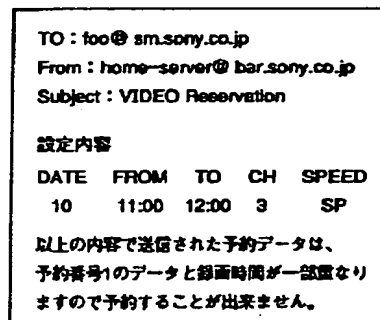 TO：foo@ sm.sony.co.jp
From：home-server@ bar.sony.co.jp
Subject：VIDEO Reservation
設定内容
DATE FROM TO CH SPEED
10 11:00 12:00 3 SP
以上の内容で送信された予約データは、
予約番号1のデータと録画時間が一部重なり
ますので予約することが出来ません。